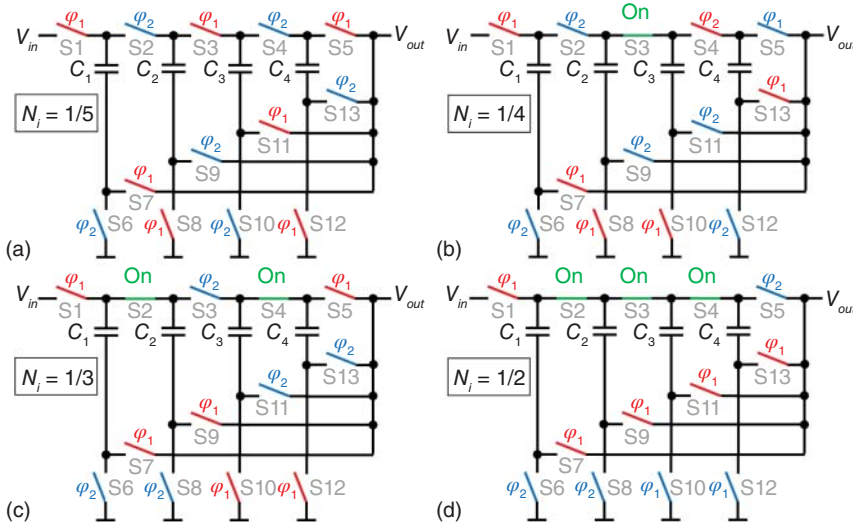 φ1 φ2 φ1 φ2 φ1
Vin S1 S2 S3 S4 S5 Vout
C1 C2 C3 C4
φ2
S13
Ni = 1/5
φ1
S11
φ2
S9
φ1
S7
φ2 S6 φ1 S8 φ2 S10 φ1 S12
(a)
φ1 φ2 On φ2 φ1
Vin S1 S2 S3 S4 S5 Vout
C1 C2 C3 C4
φ1
S13
Ni = 1/4
φ2
S11
φ2
S9
φ1
S7
φ2 S6 φ1 S8 φ1 S10 φ2 S12
(b)
φ1 On φ2 On φ1
Vin S1 S2 S3 S4 S5 Vout
C1 C2 C3 C4
φ2
S13
Ni = 1/3
φ2
S11
φ1
S9
φ1
S7
φ2 S6 φ2 S8 φ1 S10 φ1 S12
(c)
φ1 On On On φ2
Vin S1 S2 S3 S4 S5 Vout
C1 C2 C3 C4
φ1
S13
Ni = 1/2
φ1
S11
φ1
S9
φ1
S7
φ2 S6 φ2 S8 φ1 S10 φ1 S12
(d)